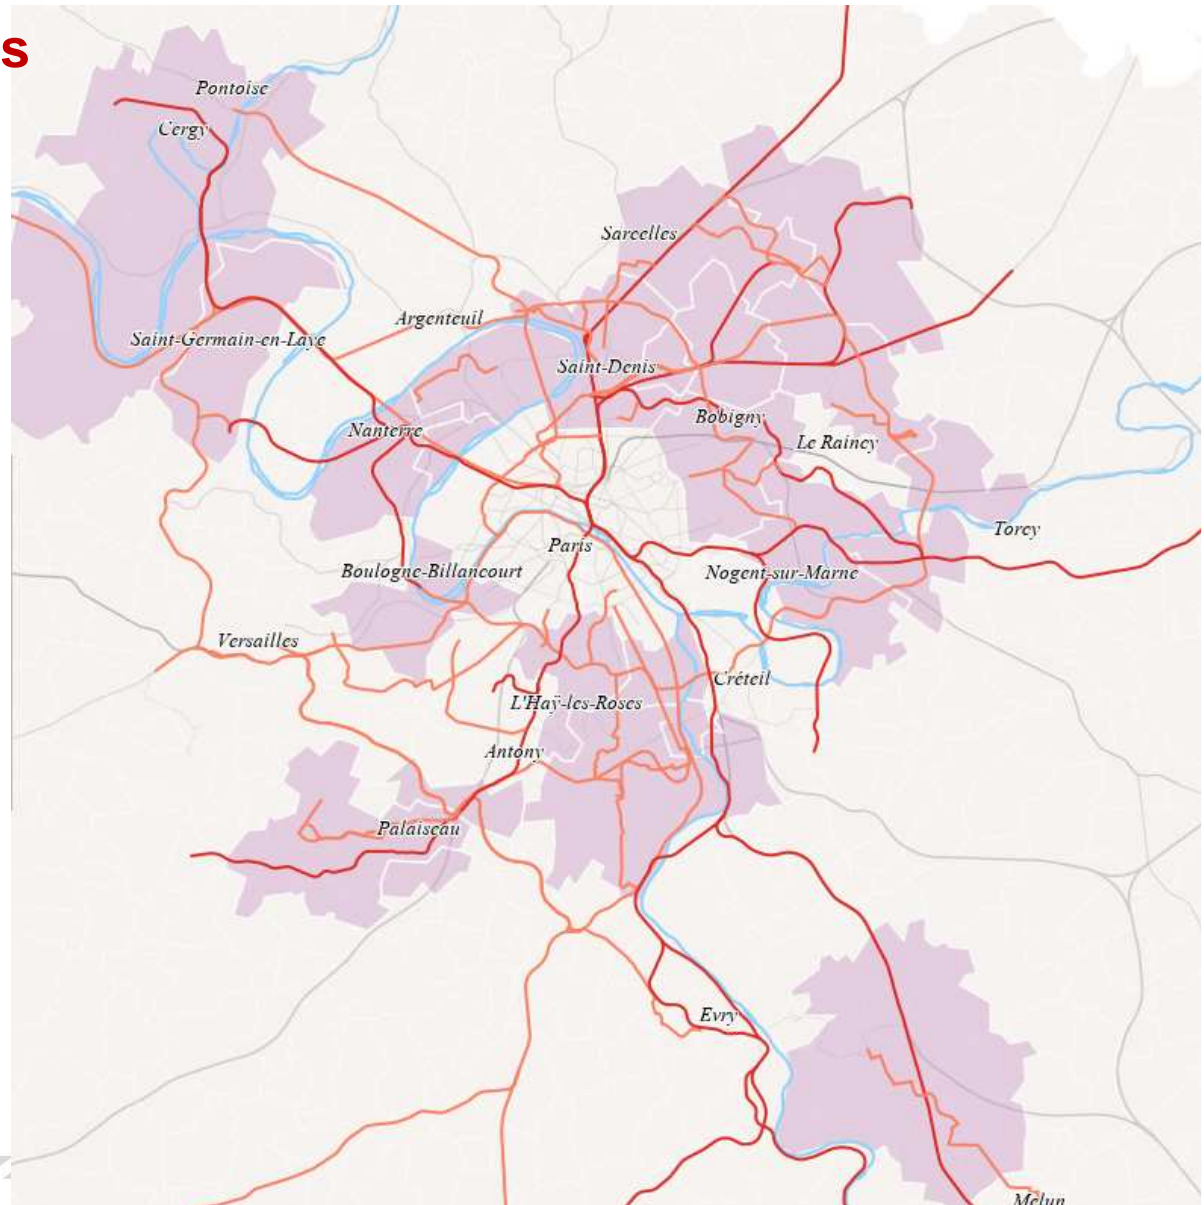 s
Pontoise
Cergy
Sarcelles
Argenteuil
Saint-Germain-en-Laye
Saint-Denis
Bobigny
Nanterre
Le Raincy
Torcy
Paris
Boulogne-Billancourt
Nogent-sur-Marne
Versailles
Créteil
L'Haÿ-les-Roses
Antony
Palaiseau
Evry
Melun